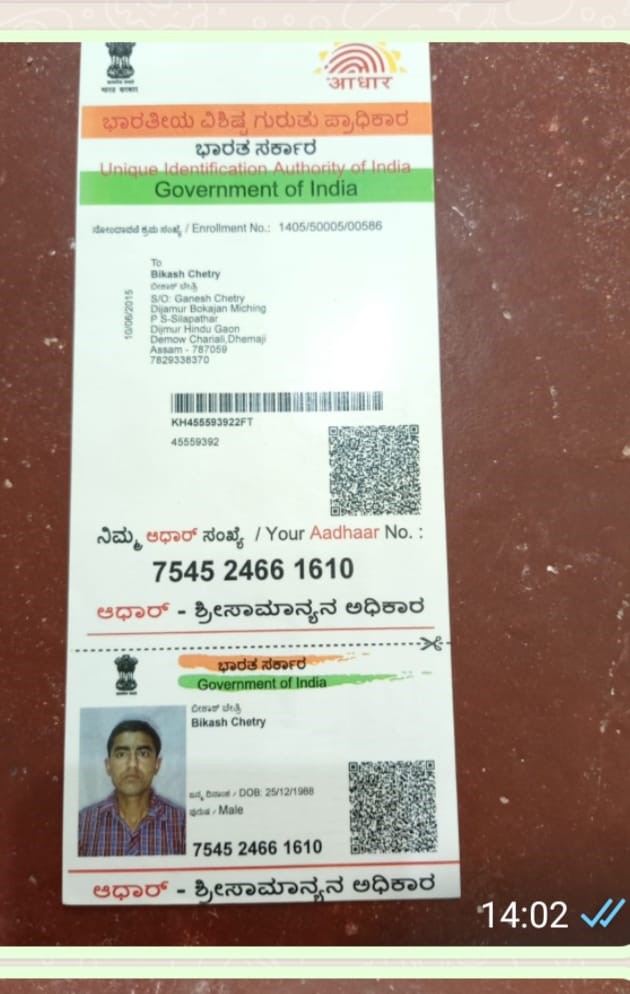 भारत सरकार
आधार
ಭಾರತೀಯ ವಿಶಿಷ್ಟ ಗುರುತು ಪ್ರಾಧಿಕಾರ
ಭಾರತ ಸರ್ಕಾರ
Unique Identification Authority of India
Government of India
ನೋಂದಾವಣೆ ಕ್ರಮ ಸಂಖ್ಯೆ / Enrollment No.: 1405/50005/00586
To
Bikash Chetry
ಬೀಕಾಶ್ ಚೇತ್ರಿ
S/O: Ganesh Chetry
Dijamur Bokajan Miching
P S-Silapathar
Dijmur Hindu Gaon
Demow Chariali,Dhemaji
Assam - 787059
7829338370
10/06/2015
KH455593922FT
45559392
ನಿಮ್ಮ ಆಧಾರ್ ಸಂಖ್ಯೆ / Your Aadhaar No. :
7545 2466 1610
ಆಧಾರ್ - ಶ್ರೀಸಾಮಾನ್ಯನ ಅಧಿಕಾರ
ಭಾರತ ಸರ್ಕಾರ
Government of India
ಬೀಕಾಶ್ ಚೇತ್ರಿ
Bikash Chetry
ಜನ್ಮ ದಿನಾಂಕ / DOB: 25/12/1988
ಪುರುಷ / Male
7545 2466 1610
ಆಧಾರ್ - ಶ್ರೀಸಾಮಾನ್ಯನ ಅಧಿಕಾರ
14:02